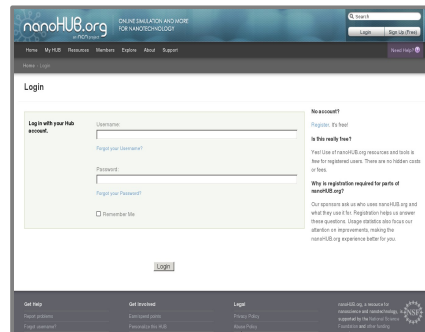 nanoHUB.org
ONLINE SIMULATION AND MORE
FOR NANOTECHNOLOGY
Search
Login
Sign Up (Free)
Home My HUB Resources Members Explore About Support
Need Help?
Home › Login
Login
Log in with your Hub
account.
Username:
Forgot your Username?
Password:
Forgot your Password?
Remember Me
Login
No account?
Register. It's free!
Is this really free?
Yes! Use of nanoHUB.org resources and tools is
free for registered users. There are no hidden costs
or fees.
Why is registration required for parts of
nanoHUB.org?
Our sponsors ask us who uses nanoHUB.org and
what they use it for. Registration helps us answer
these questions. Usage statistics also focus our
attention on improvements, making the
nanoHUB.org experience better for you.
Get Help
Report problems
Forgot username?
Get Involved
Earn/spend points
Personalize My HUB
Legal
Privacy Policy
Abuse Policy
nanoHUB.org, a resource for
nanoscience and nanotechnology, is
supported by the National Science
Foundation and other funding
NSF